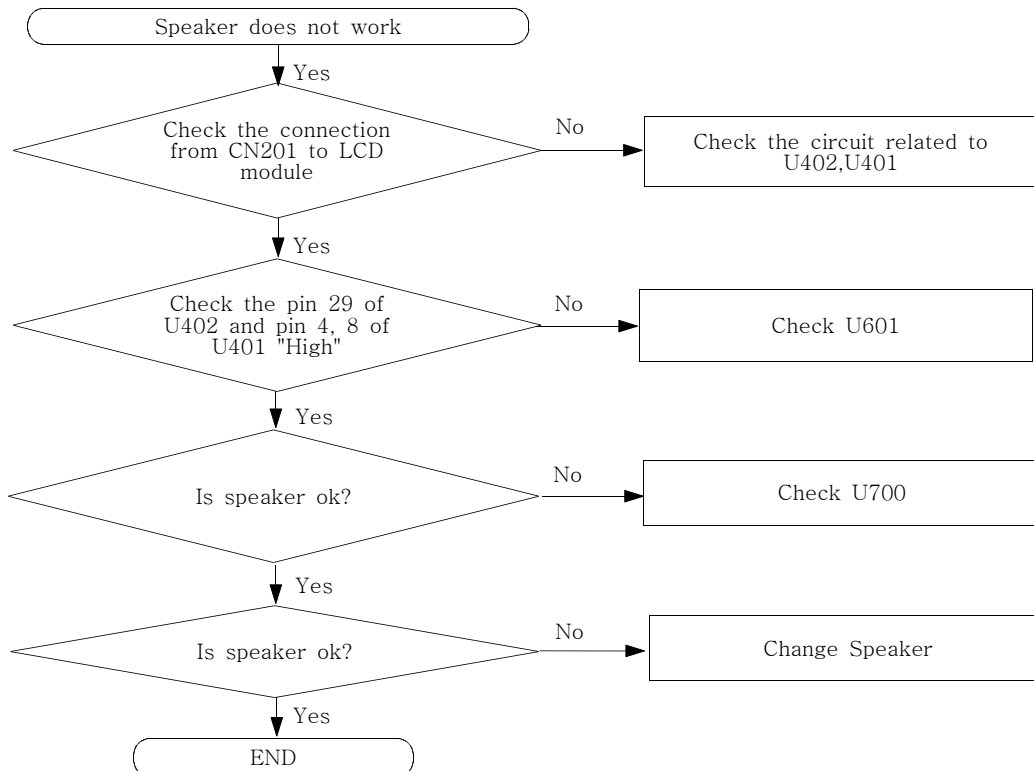 Speaker does not work
Yes
Check the connection
from CN201 to LCD
module
No
Check the circuit related to
U402,U401
Yes
Check the pin 29 of
U402 and pin 4, 8 of
U401 "High"
No
Check U601
Yes
Is speaker ok?
No
Check U700
Yes
Is speaker ok?
No
Change Speaker
Yes
END